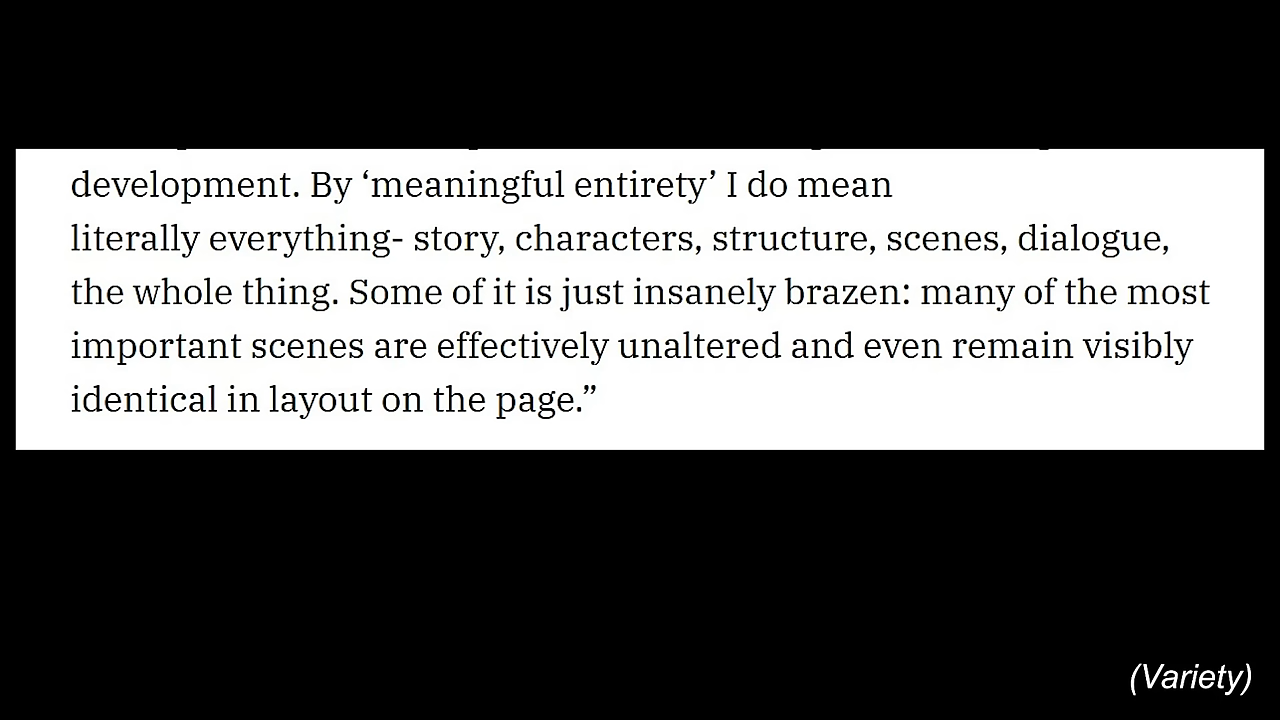 development. By ‘meaningful entirety’ I do mean
literally everything- story, characters, structure, scenes, dialogue,
the whole thing. Some of it is just insanely brazen: many of the most
important scenes are effectively unaltered and even remain visibly
identical in layout on the page.”
(Variety)